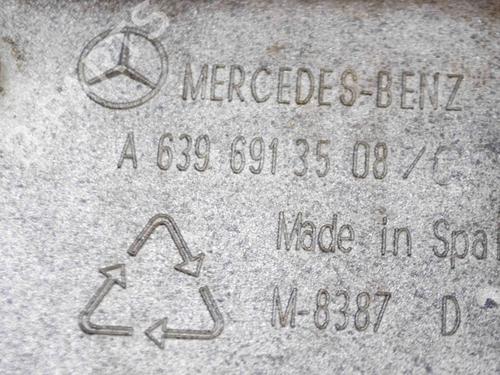 MERCEDES-BENZ
A 639 691 35 08 / C
Made in Spa
M-8387 D